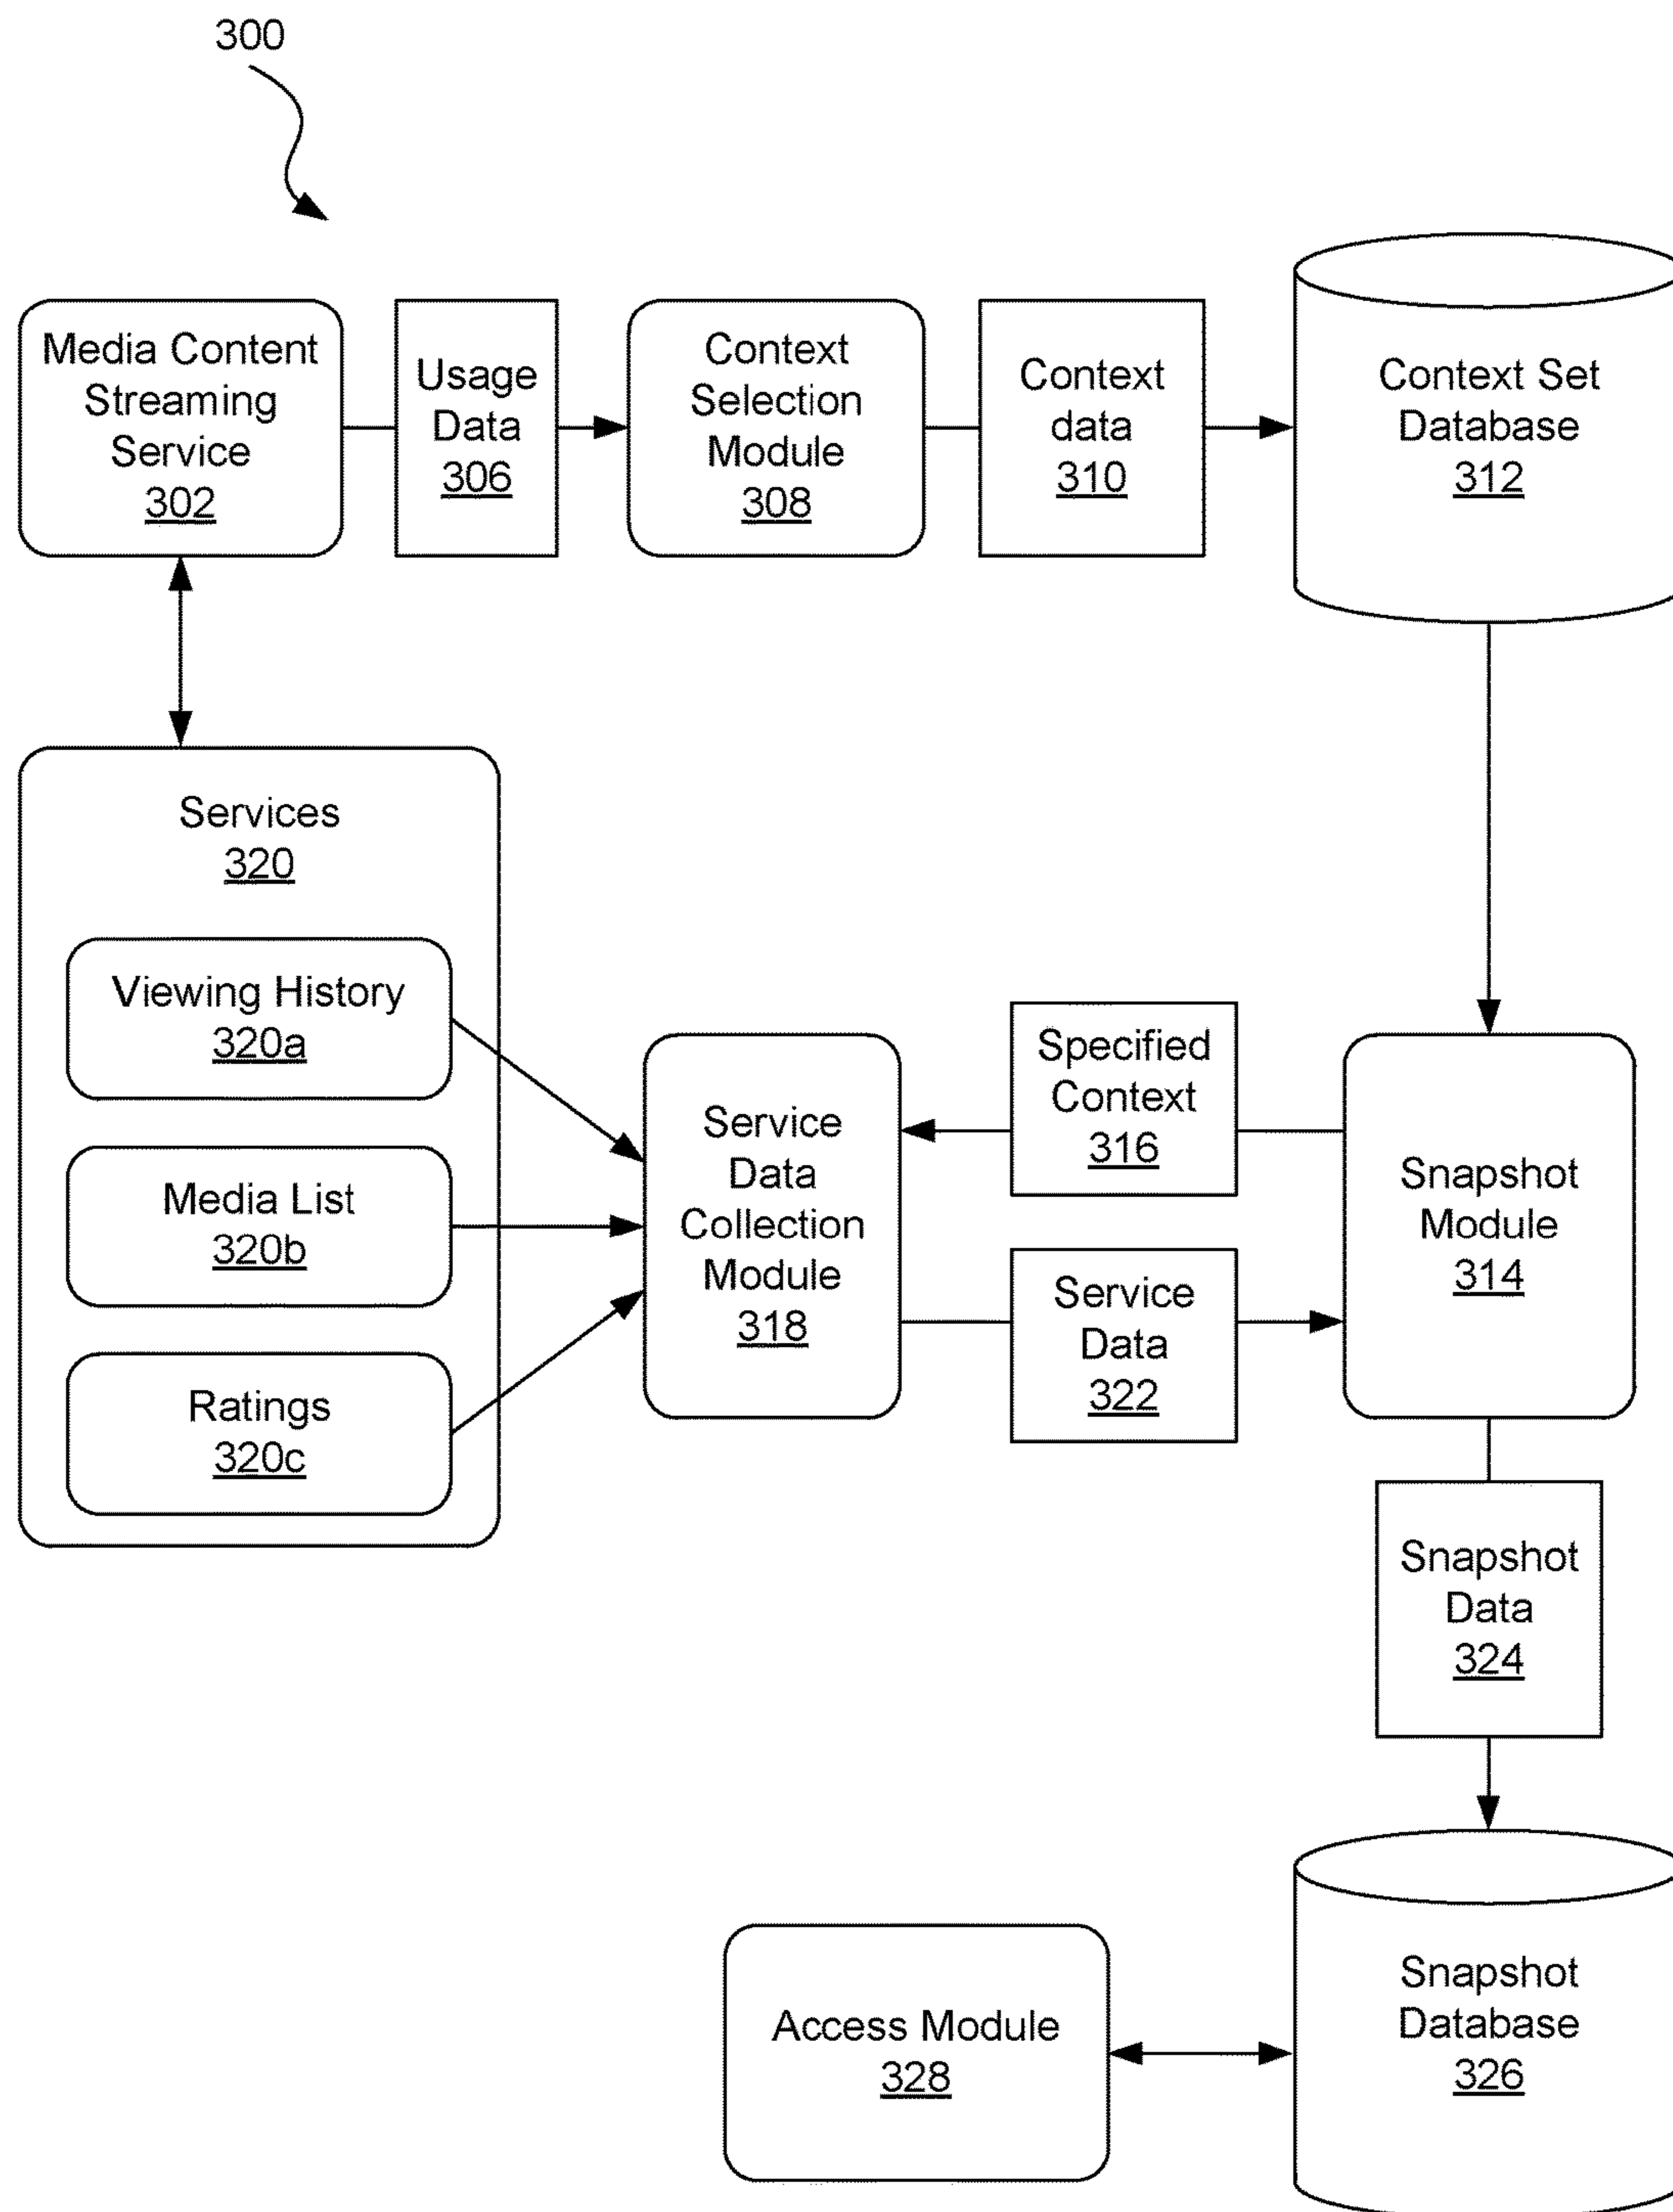 300
Media Content
Streaming
Service
302
Usage
Data
306
Context
Selection
Module
308
Context
data
310
Context Set
Database
312
Services
320
Viewing History
320a
Media List
320b
Ratings
320c
Service
Data
Collection
Module
318
Specified
Context
316
Service
Data
322
Snapshot
Module
314
Snapshot
Data
324
Access Module
328
Snapshot
Database
326